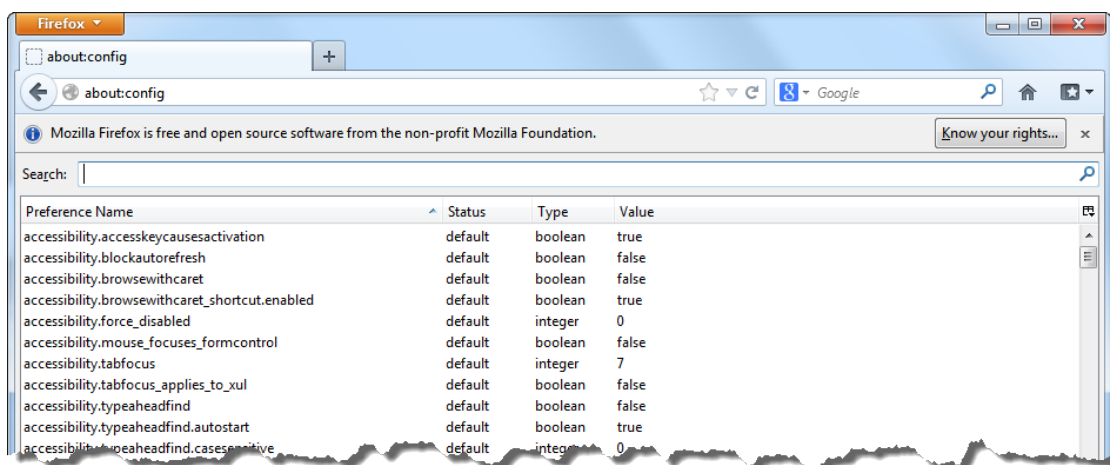 Firefox
about:config
about:config
Google
Mozilla Firefox is free and open source software from the non-profit Mozilla Foundation. Know your rights...
Search:
Preference Name Status Type Value
accessibility.accesskeycausesactivation default boolean true
accessibility.blockautorefresh default boolean false
accessibility.browsewithcaret default boolean false
accessibility.browsewithcaret_shortcut.enabled default boolean true
accessibility.force_disabled default integer 0
accessibility.mouse_focuses_formcontrol default boolean false
accessibility.tabfocus default integer 7
accessibility.tabfocus_applies_to_xul default boolean false
accessibility.typeaheadfind default boolean false
accessibility.typeaheadfind.autostart default boolean true
accessibility.typeaheadfind.casesensitive default integer 0